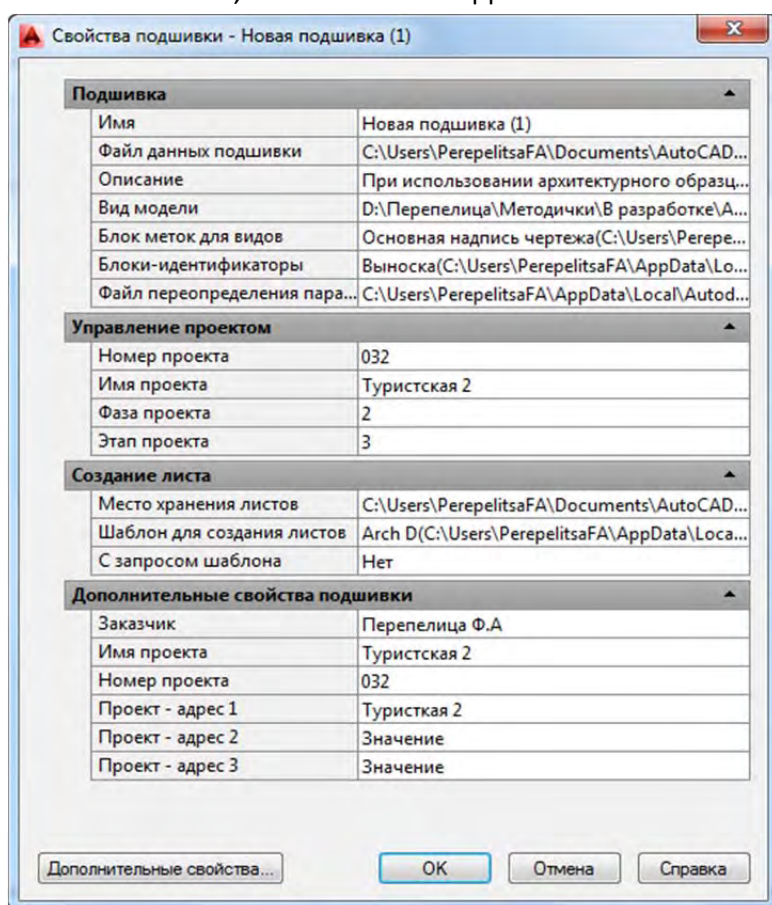 Свойства подшивки - Новая подшивка (1)
Подшивка
Имя Новая подшивка (1)
Файл данных подшивки C:\Users\PerepelitsaFA\Documents\AutoCAD...
Описание При использовании архитектурного образц...
Вид модели D:\Перепелица\Методички\В разработке\А...
Блок меток для видов Основная надпись чертежа(C:\Users\Perepe...
Блоки-идентификаторы Выноска(C:\Users\PerepelitsaFA\AppData\Lo...
Файл переопределения пара... C:\Users\PerepelitsaFA\AppData\Local\Autod...
Управление проектом
Номер проекта 032
Имя проекта Туристская 2
Фаза проекта 2
Этап проекта 3
Создание листа
Место хранения листов C:\Users\PerepelitsaFA\Documents\AutoCAD...
Шаблон для создания листов Arch D(C:\Users\PerepelitsaFA\AppData\Loca...
С запросом шаблона Нет
Дополнительные свойства подшивки
Заказчик Перепелица Ф.А
Имя проекта Туристская 2
Номер проекта 032
Проект - адрес 1 Туристкая 2
Проект - адрес 2 Значение
Проект - адрес 3 Значение
Дополнительные свойства... ОК Отмена Справка